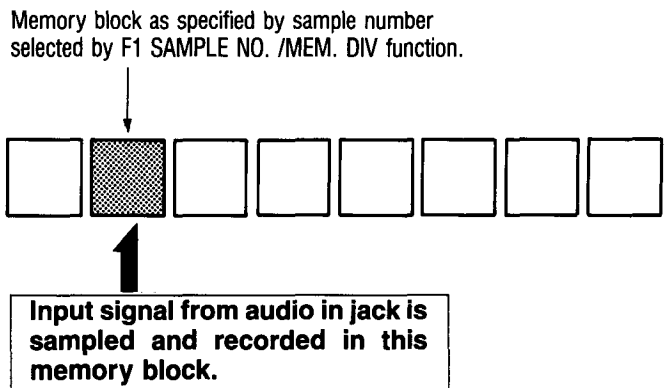 Memory block as specified by sample number
selected by F1 SAMPLE NO. /MEM. DIV function.
Input signal from audio in jack is
sampled and recorded in this
memory block.